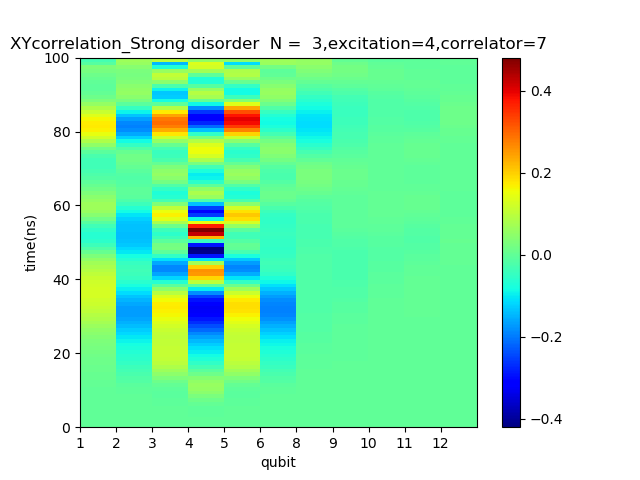 XYcorrelation_Strong disorder  N =  3,excitation=4,correlator=7
100
80
60
40
20
0
time(ns)
1 2 3 4 5 6 8 9 10 11 12
qubit
0.4
0.2
0.0
−0.2
−0.4